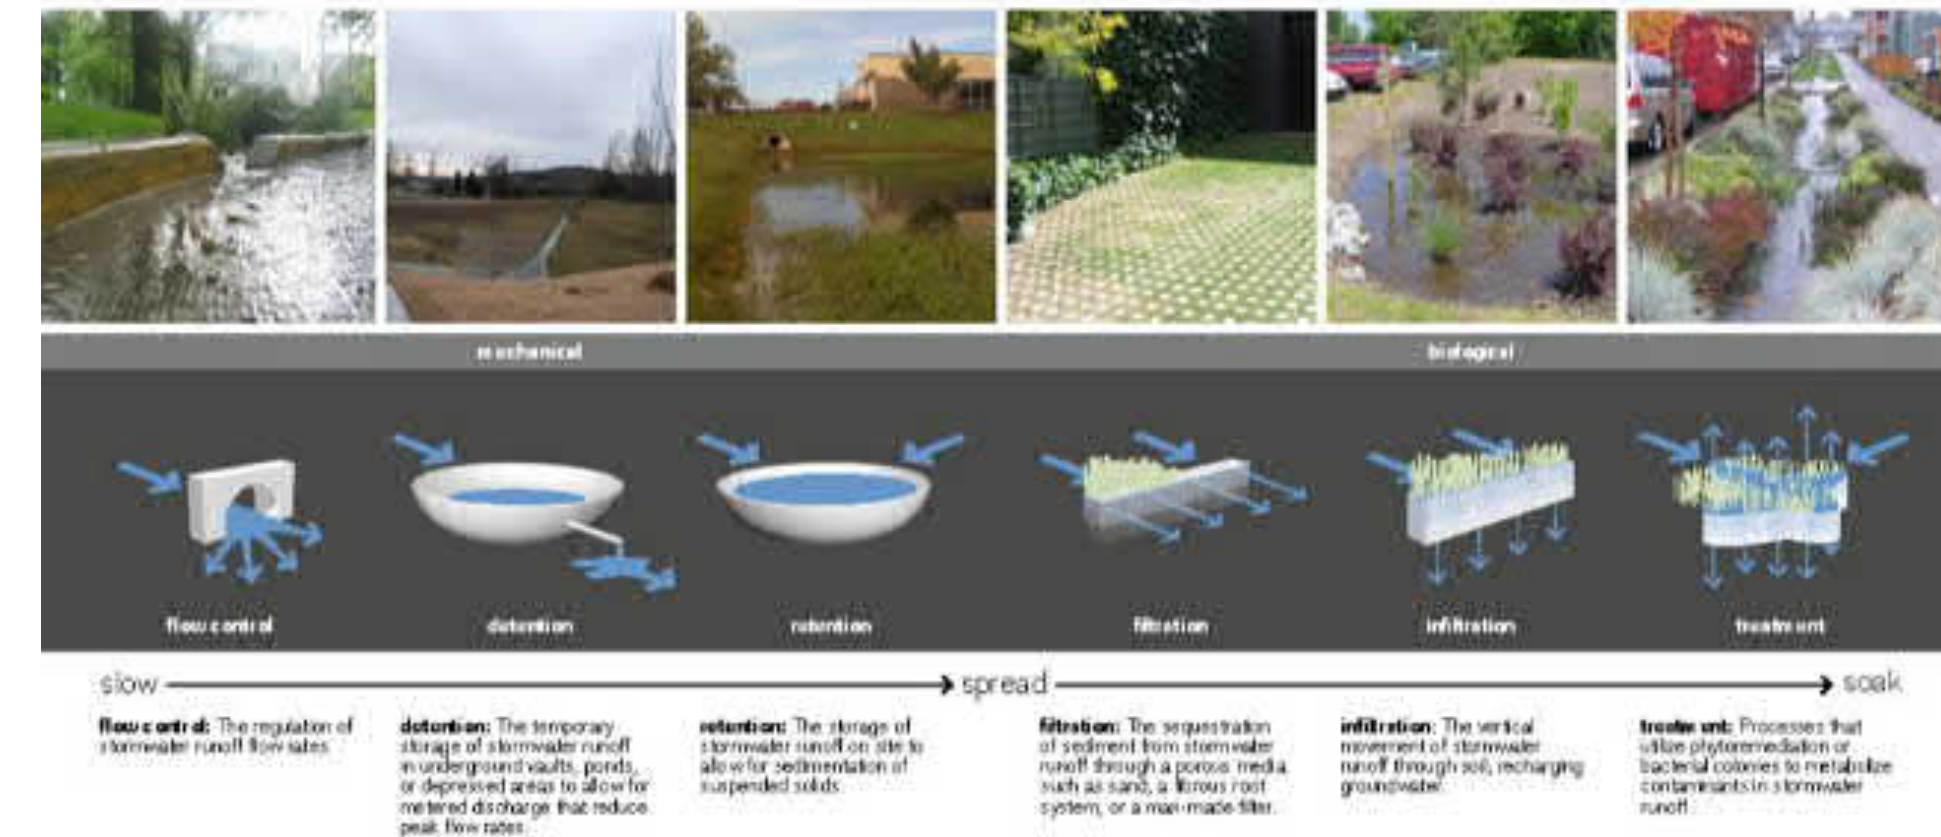 mechanical
biological
flow control
detention
retention
filtration
infiltration
treatment
slow
spread
soak
flow control: The regulation of
stormwater runoff flow rates.
detention: The temporary
storage of stormwater runoff
in underground vaults, ponds,
or depressed areas to allow for
metered discharge that reduce
peak flow rates.
retention: The storage of
stormwater runoff on site to
allow for sedimentation of
suspended solids.
filtration: The sequestration
of sediment from stormwater
runoff through a porous media
such as sand, a fibrous root
system, or a man-made filter.
infiltration: The vertical
movement of stormwater
runoff through soil, recharging
groundwater.
treatment: Processes that
utilize phytoremediation or
bacterial colonies to metabolize
contaminants in stormwater
runoff.